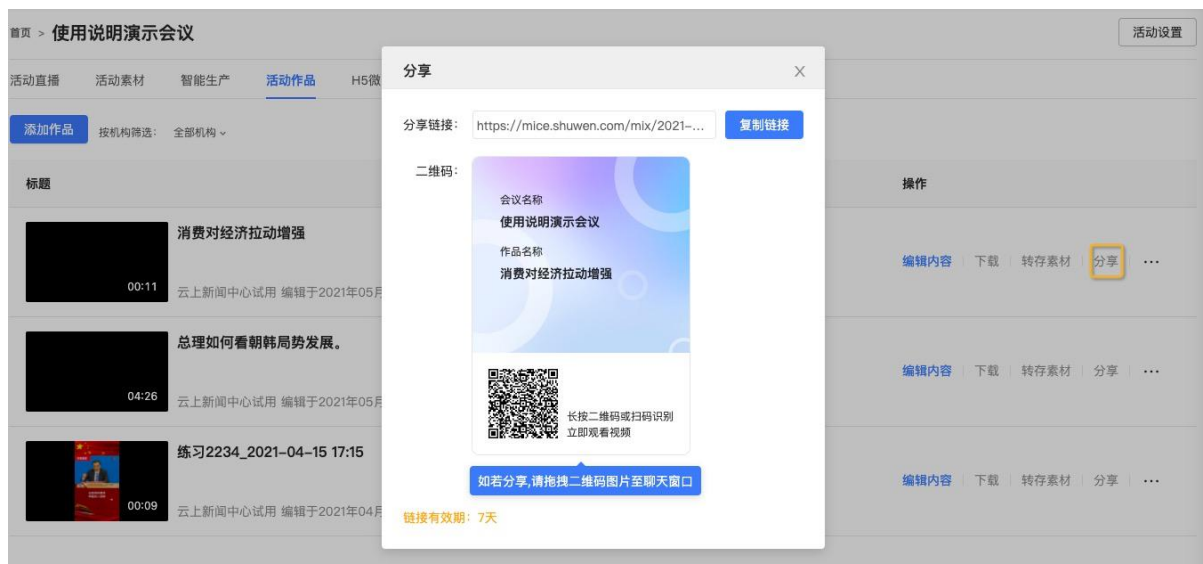 首页 > 使用说明演示会议
活动设置
活动直播 活动素材 智能生产 活动作品 H5微
添加作品 按机构筛选: 全部机构
标题
操作
消费对经济拉动增强
00:11
云上新闻中心试用 编辑于2021年05月
编辑内容 下载 转存素材 分享 ···
总理如何看朝韩局势发展。
04:26
云上新闻中心试用 编辑于2021年05月
编辑内容 下载 转存素材 分享 ···
练习2234_2021-04-15 17:15
00:09
云上新闻中心试用 编辑于2021年04月
编辑内容 下载 转存素材 分享 ···
分享 X
分享链接: https://mice.shuwen.com/mix/2021-... 复制链接
二维码:
会议名称
使用说明演示会议
作品名称
消费对经济拉动增强
长按二维码或扫码识别
立即观看视频
如若分享,请拖拽二维码图片至聊天窗口
链接有效期: 7天